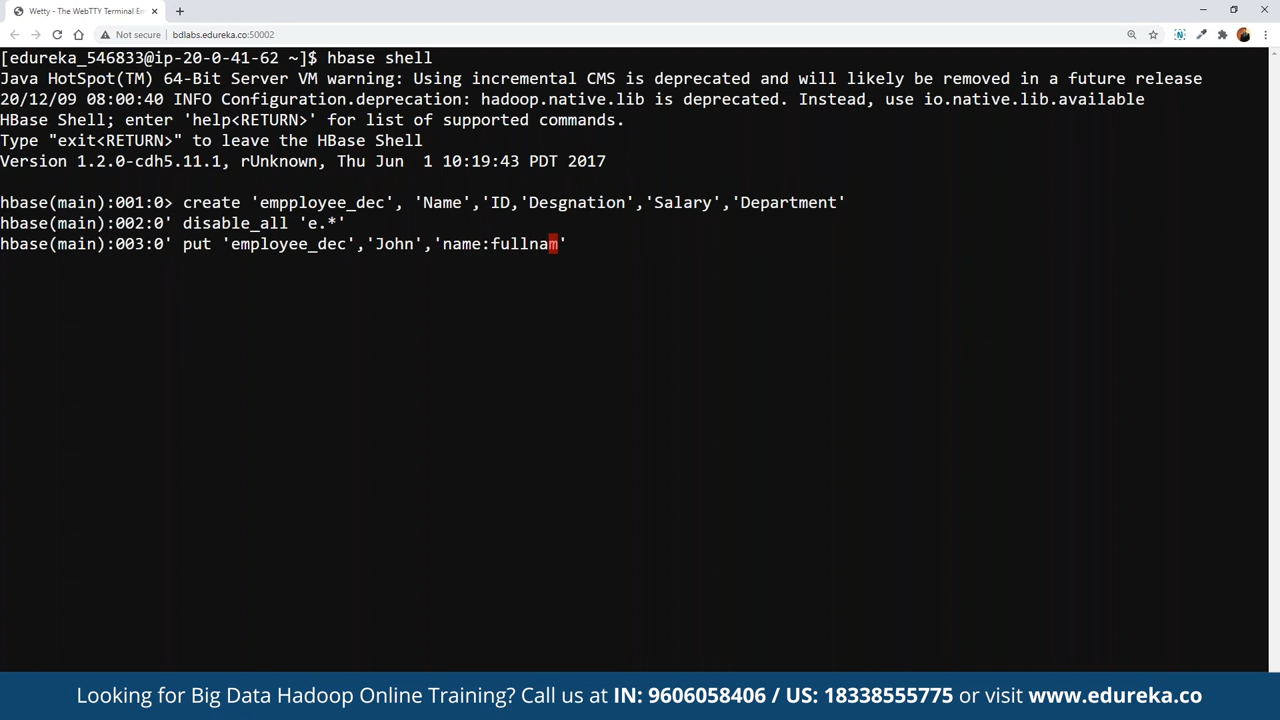 Wetty - The WebTTY Terminal Em
Not secure | bdlabs.edureka.co:50002
[edureka_546833@ip-20-0-41-62 ~]$ hbase shell
Java HotSpot(TM) 64-Bit Server VM warning: Using incremental CMS is deprecated and will likely be removed in a future release
20/12/09 08:00:40 INFO Configuration.deprecation: hadoop.native.lib is deprecated. Instead, use io.native.lib.available
HBase Shell; enter 'help<RETURN>' for list of supported commands.
Type "exit<RETURN>" to leave the HBase Shell
Version 1.2.0-cdh5.11.1, rUnknown, Thu Jun  1 10:19:43 PDT 2017
hbase(main):001:0> create 'empployee_dec', 'Name','ID,'Desgnation','Salary','Department'
hbase(main):002:0' disable_all 'e.*'
hbase(main):003:0' put 'employee_dec','John','name:fullnam'
Looking for Big Data Hadoop Online Training? Call us at IN: 9606058406 / US: 18338555775 or visit www.edureka.co